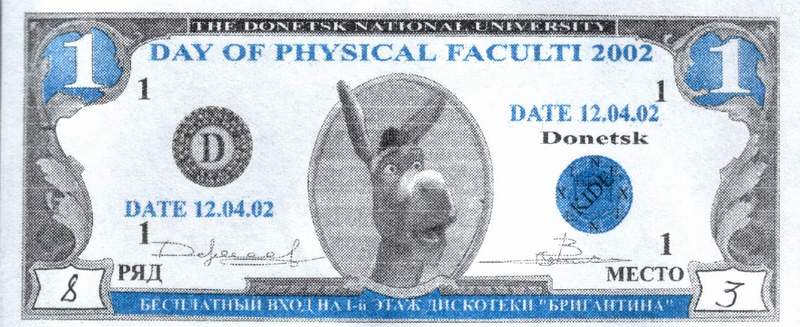 THE DONETSK NATIONAL UNIVERSITY
1 DAY OF PHYSICAL FACULTI 2002 1
1 1
DATE 12.04.02
Donetsk
D
DATE 12.04.02
1 1
РЯД МЕСТО
8 3
БЕСПЛАТНЫЙ ВХОД НА 1-й ЭТАЖ ДИСКОТЕКИ "БРИГАНТИНА"